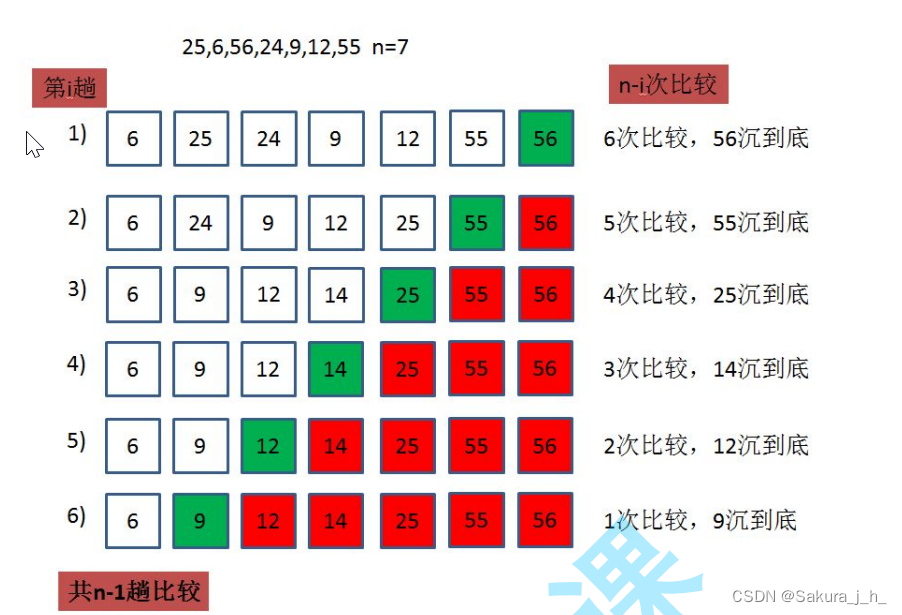 25,6,56,24,9,12,55 n=7
第i趟
n-i次比较
1) 6 25 24 9 12 55 56 6次比较，56沉到底
2) 6 24 9 12 25 55 56 5次比较，55沉到底
3) 6 9 12 14 25 55 56 4次比较，25沉到底
4) 6 9 12 14 25 55 56 3次比较，14沉到底
5) 6 9 12 14 25 55 56 2次比较，12沉到底
6) 6 9 12 14 25 55 56 1次比较，9沉到底
共n-1趟比较
课
CSDN @Sakura_j_h_